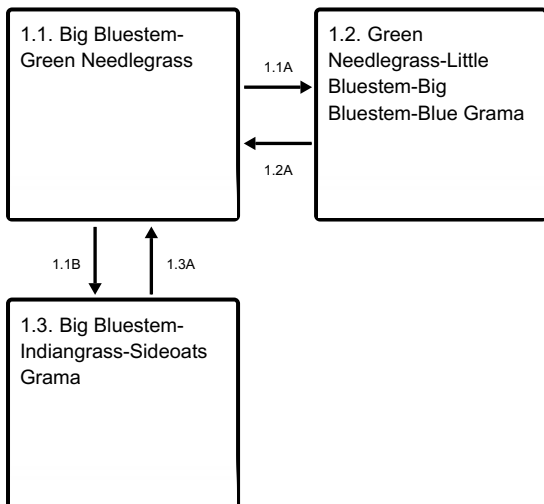 1.1. Big Bluestem-
Green Needlegrass
1.2. Green
Needlegrass-Little
Bluestem-Big
Bluestem-Blue Grama
1.1A
1.2A
1.1B
1.3A
1.3. Big Bluestem-
Indiangrass-Sideoats
Grama